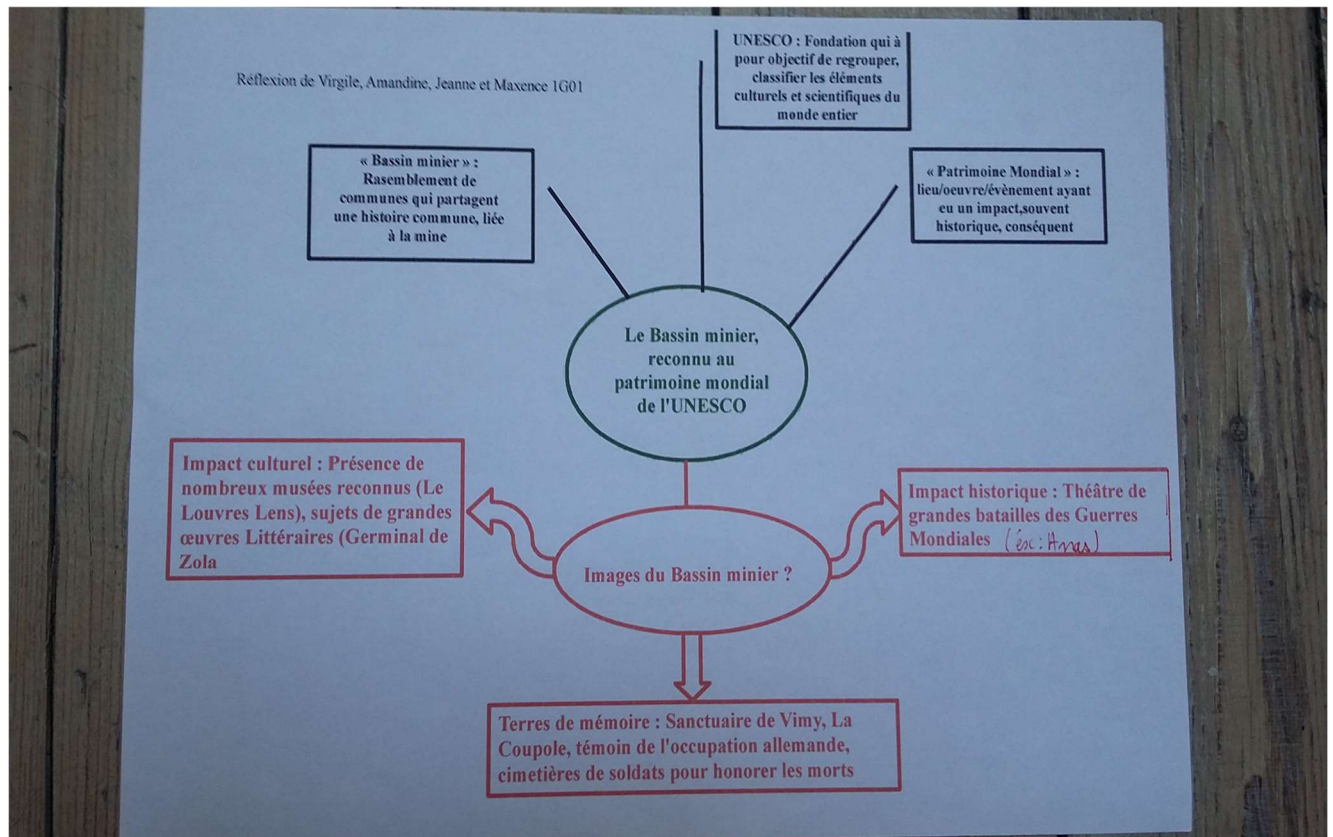 Réflexion de Virgile, Amandine, Jeanne et Maxence 1G01
UNESCO : Fondation qui à
pour objectif de regrouper,
classifier les éléments
culturels et scientifiques du
monde entier
« Bassin minier » :
Rasemblement de
communes qui partagent
une histoire commune, liée
à la mine
« Patrimoine Mondial » :
lieu/oeuvre/évènement ayant
eu un impact,souvent
historique, conséquent
Le Bassin minier,
reconnu au
patrimoine mondial
de l'UNESCO
Impact culturel : Présence de
nombreux musées reconnus (Le
Louvres Lens), sujets de grandes
œuvres Littéraires (Germinal de
Zola
Images du Bassin minier ?
Impact historique : Théâtre de
grandes batailles des Guerres
Mondiales
Terres de mémoire : Sanctuaire de Vimy, La
Coupole, témoin de l'occupation allemande,
cimetières de soldats pour honorer les morts